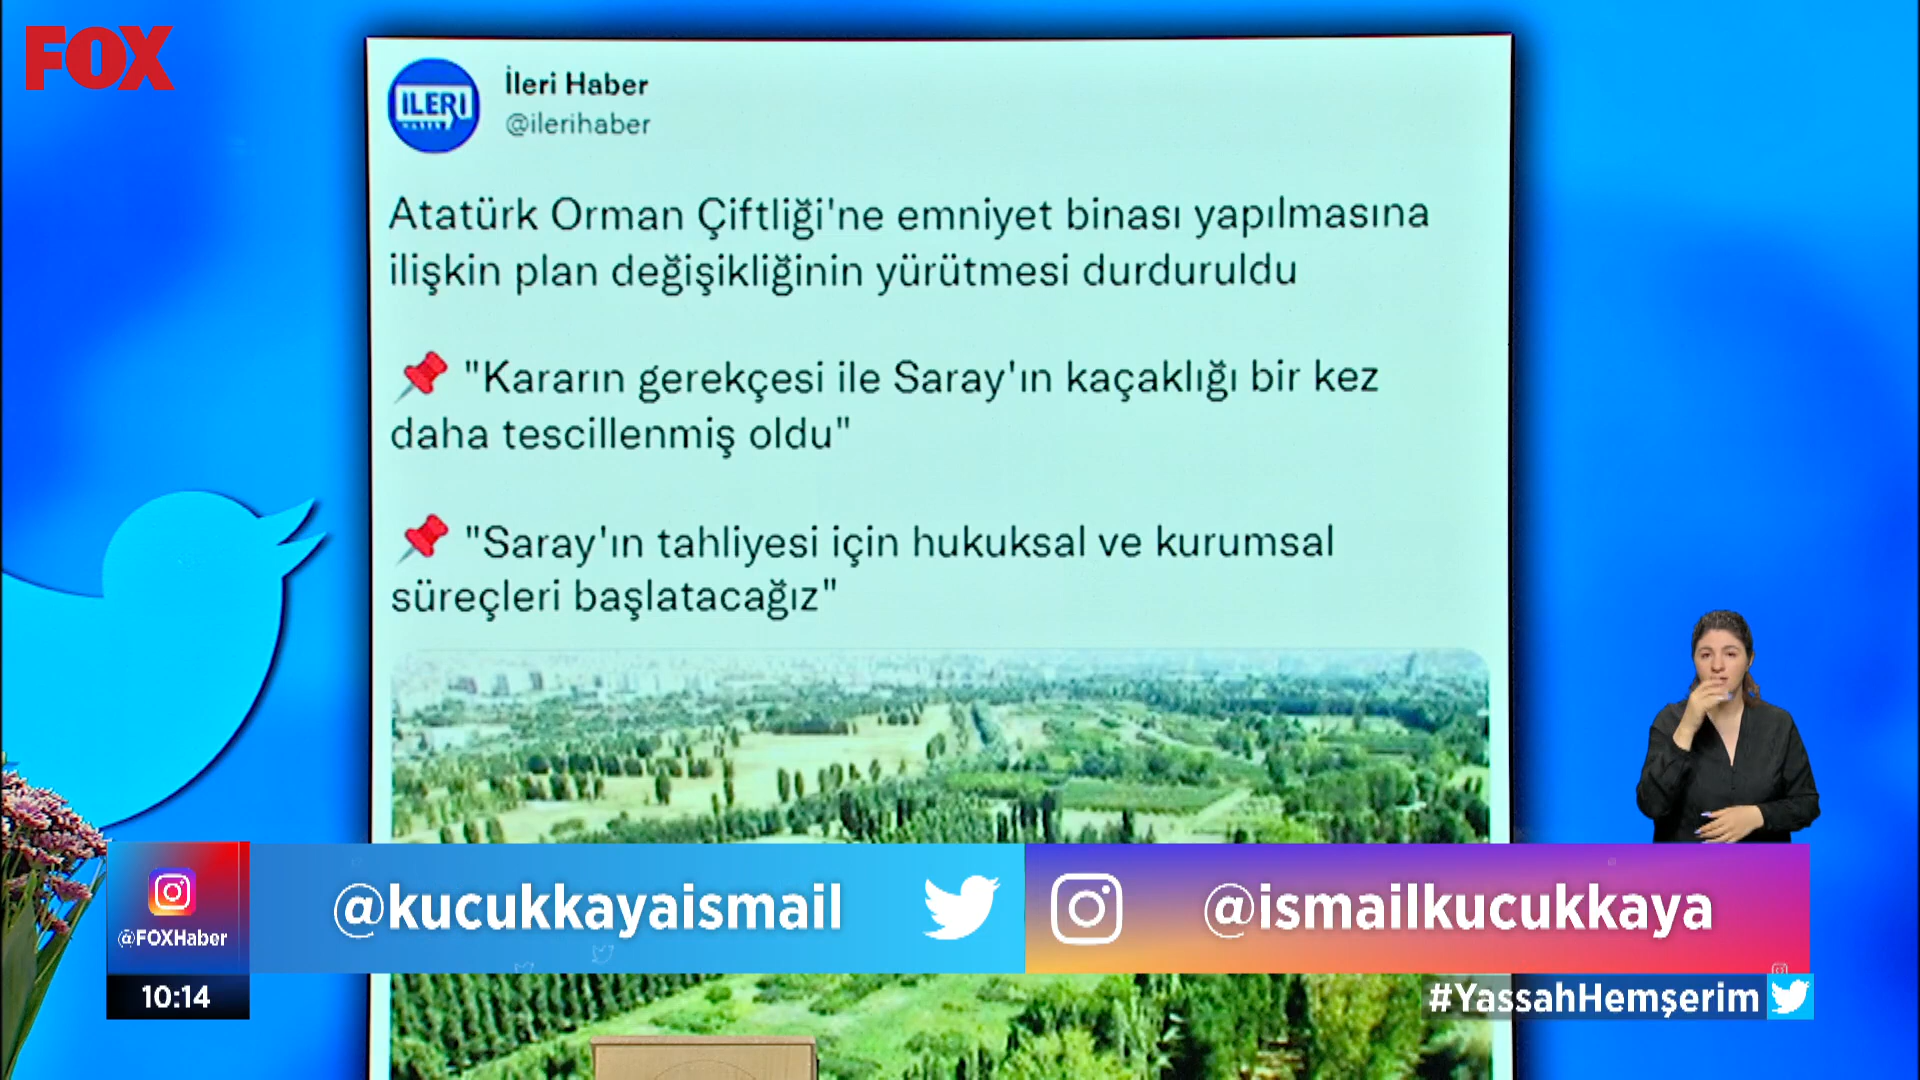 FOX
İLERİ
HABER
İleri Haber
@ilerihaber
Atatürk Orman Çiftliği'ne emniyet binası yapılmasına
ilişkin plan değişikliğinin yürütmesi durduruldu
"Kararın gerekçesi ile Saray'ın kaçaklığı bir kez
daha tescillenmiş oldu"
"Saray'ın tahliyesi için hukuksal ve kurumsal
süreçleri başlatacağız"
@FOXHaber
@kucukkayaismail
@ismailkucukkaya
10:14
#YassahHemşerim